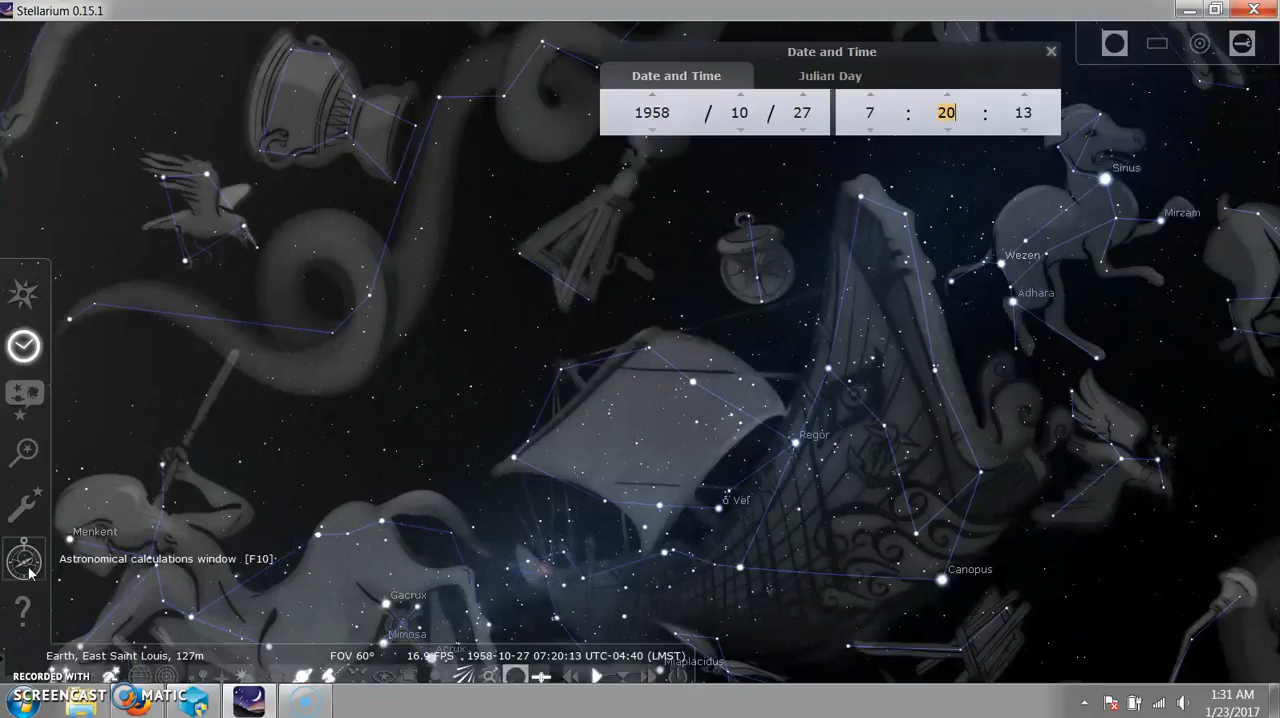 Stellarium 0.15.1
Date and Time
Date and Time Julian Day
1958 / 10 / 27 7 : 20 : 13
Sirius
Mirzam
Wezen
Adhara
Regor
δ Vel
Menkent
Astronomical calculations window [F10]
Canopus
Gacrux
Mimosa
Acrux
Miaplacidus
Earth, East Saint Louis, 127m FOV 60° 16.9 FPS 1958-10-27 07:20:13 UTC-04:40 (LMST)
RECORDED WITH
SCREENCAST MATIC
1:31 AM
1/23/2017